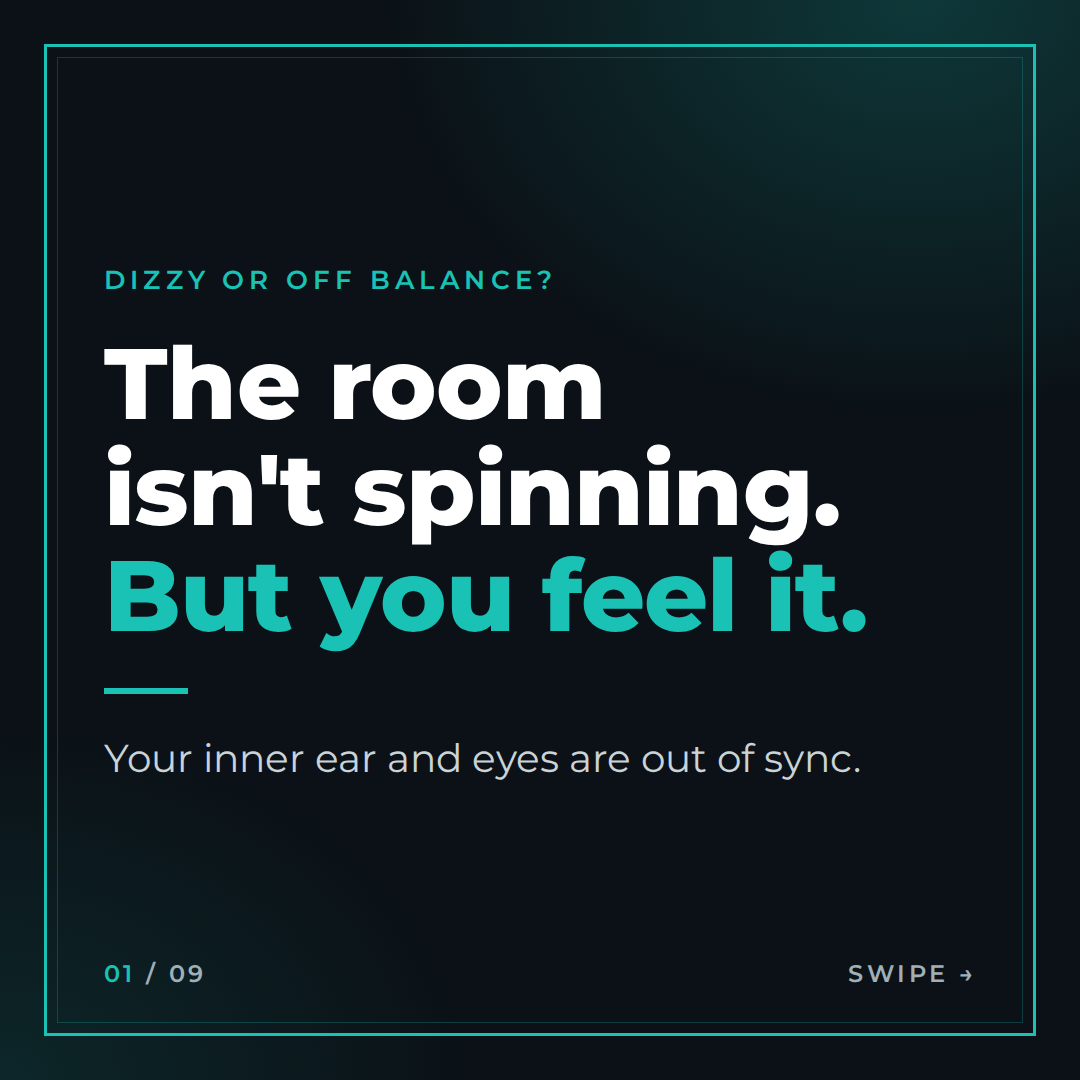 DIZZY OR OFF BALANCE?
The room
isn't spinning.
But you feel it.
Your inner ear and eyes are out of sync.
01 / 09
SWIPE →